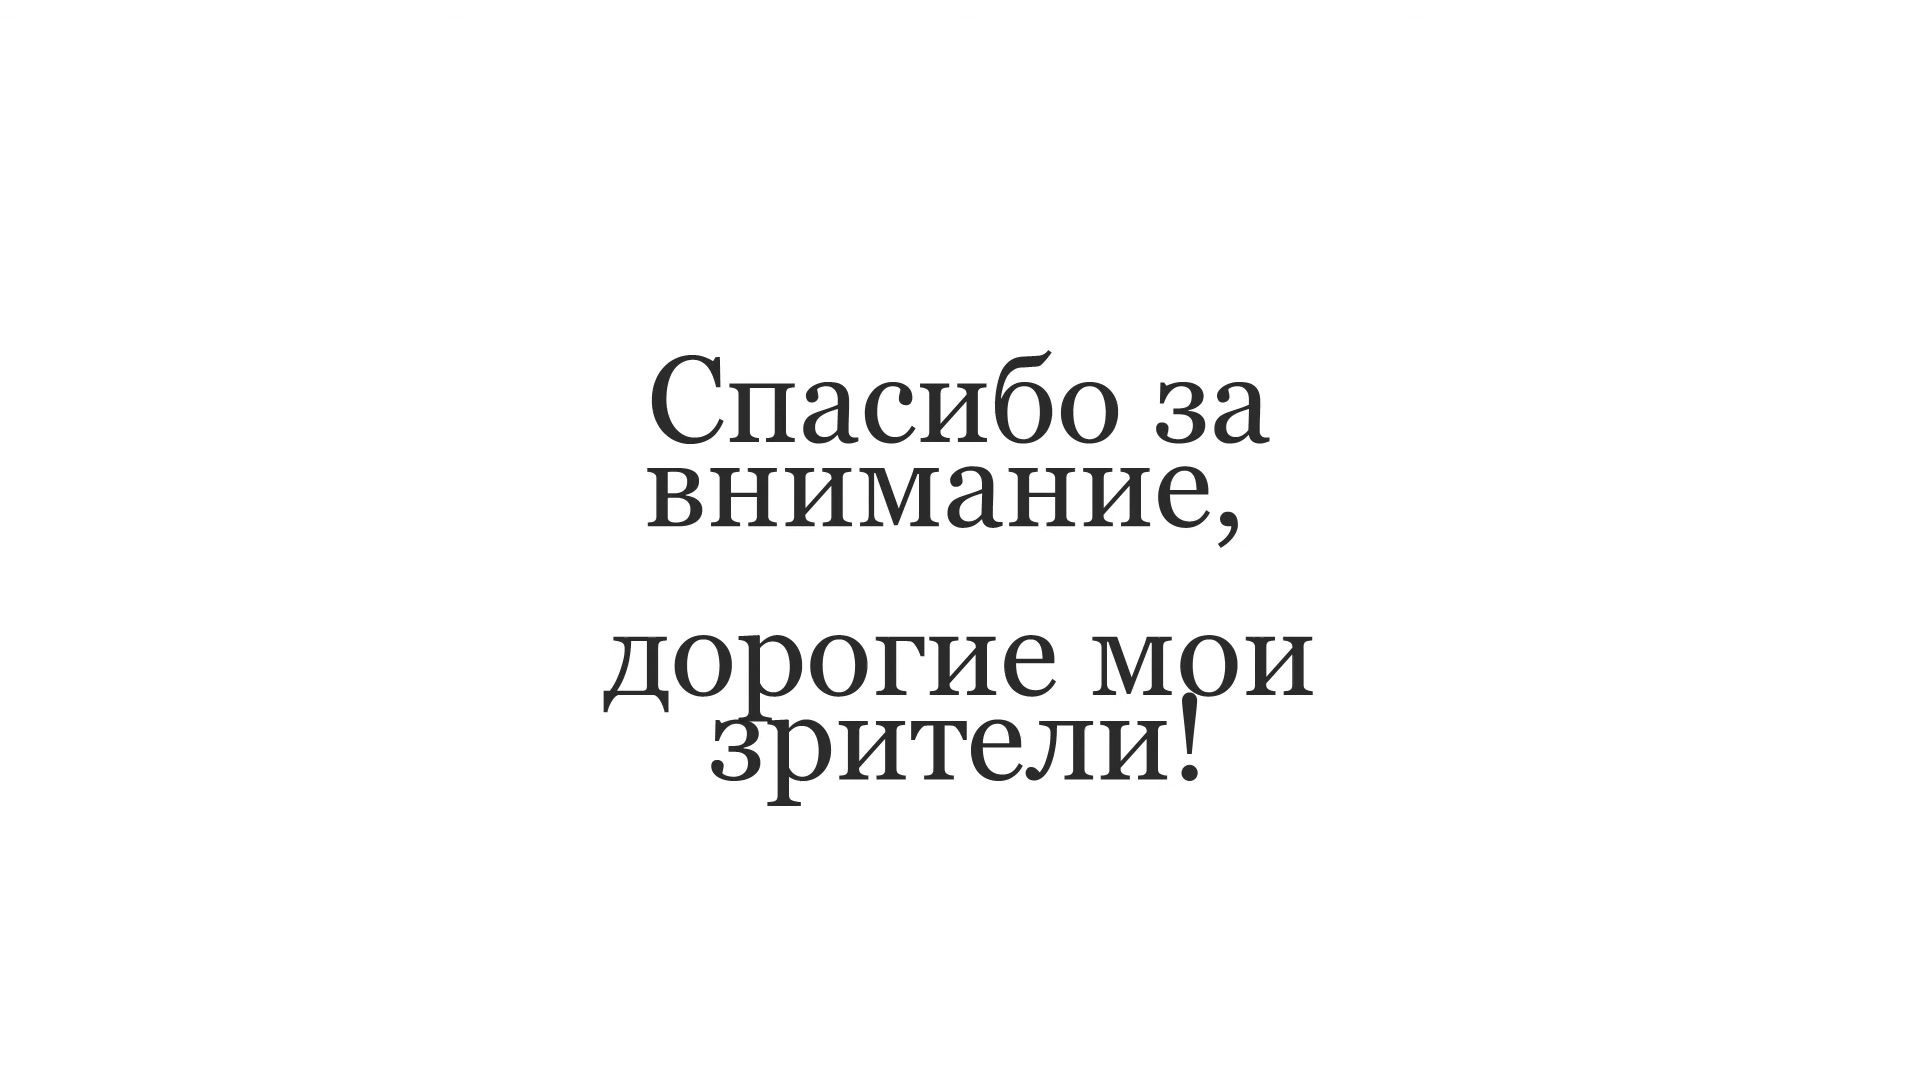 Спасибо за
внимание,
дорогие мои
зрители!